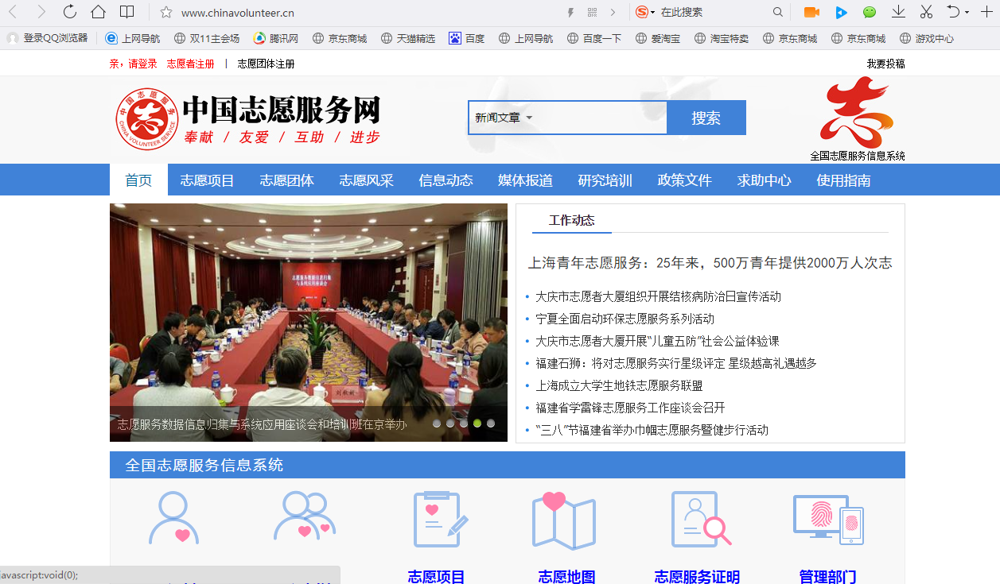 www.chinavolunteer.cn
在此搜索
登录QQ浏览器 上网导航 双11主会场 腾讯网 京东商城 天猫精选 百度 上网导航 百度一下 爱淘宝 淘宝特卖 京东商城 京东商城 游戏中心
亲，请登录 志愿者注册 | 志愿团体注册
我要投稿
中国志愿服务
CHINA VOLUNTEER SERVICE
中国志愿服务网
奉献 / 友爱 / 互助 / 进步
新闻文章
搜索
全国志愿服务信息系统
首页 志愿项目 志愿团体 志愿风采 信息动态 媒体报道 研究培训 政策文件 求助中心 使用指南
志愿服务数据信息归集
与系统应用座谈会
志愿服务数据信息归集与系统应用座谈会和培训班在京举办
工作动态
上海青年志愿服务：25年来，500万青年提供2000万人次志
大庆市志愿者大厦组织开展结核病防治日宣传活动
宁夏全面启动环保志愿服务系列活动
大庆市志愿者大厦开展“儿童五防”社会公益体验课
福建石狮：将对志愿服务实行星级评定 星级越高礼遇越多
上海成立大学生地铁志愿服务联盟
福建省学雷锋志愿服务工作座谈会召开
“三八”节福建省举办巾帼志愿服务暨健步行活动
全国志愿服务信息系统
志愿项目
志愿地图
志愿服务证明
管理部门
javascript:void(0);